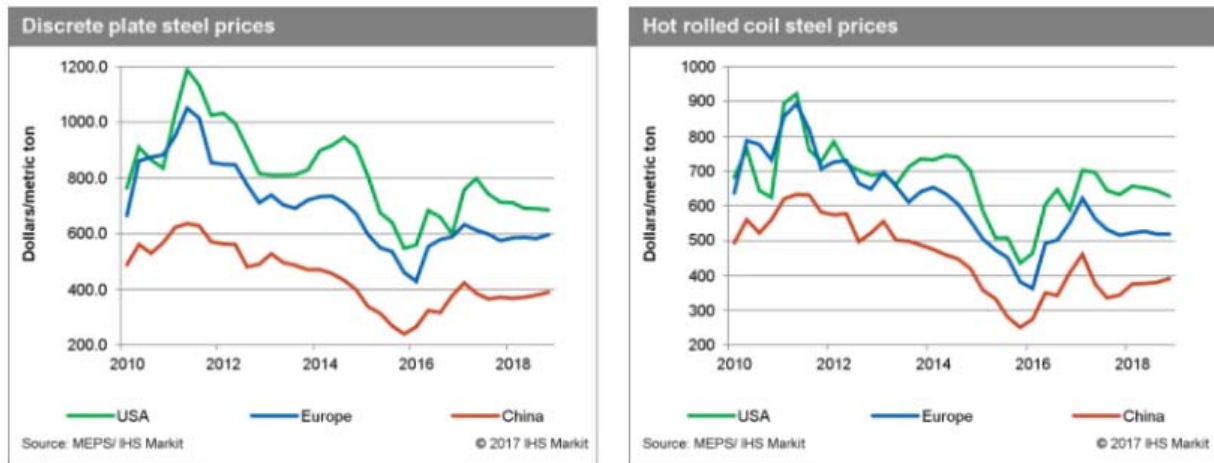 Discrete plate steel prices
Dollars/metric ton
1200.0
1000.0
800.0
600.0
400.0
200.0
2010 2012 2014 2016 2018
USA Europe China
Source: MEPS/ IHS Markit © 2017 IHS Markit
Hot rolled coil steel prices
Dollars/metric ton
1000
900
800
700
600
500
400
300
200
2010 2012 2014 2016 2018
USA Europe China
Source: MEPS/ IHS Markit © 2017 IHS Markit